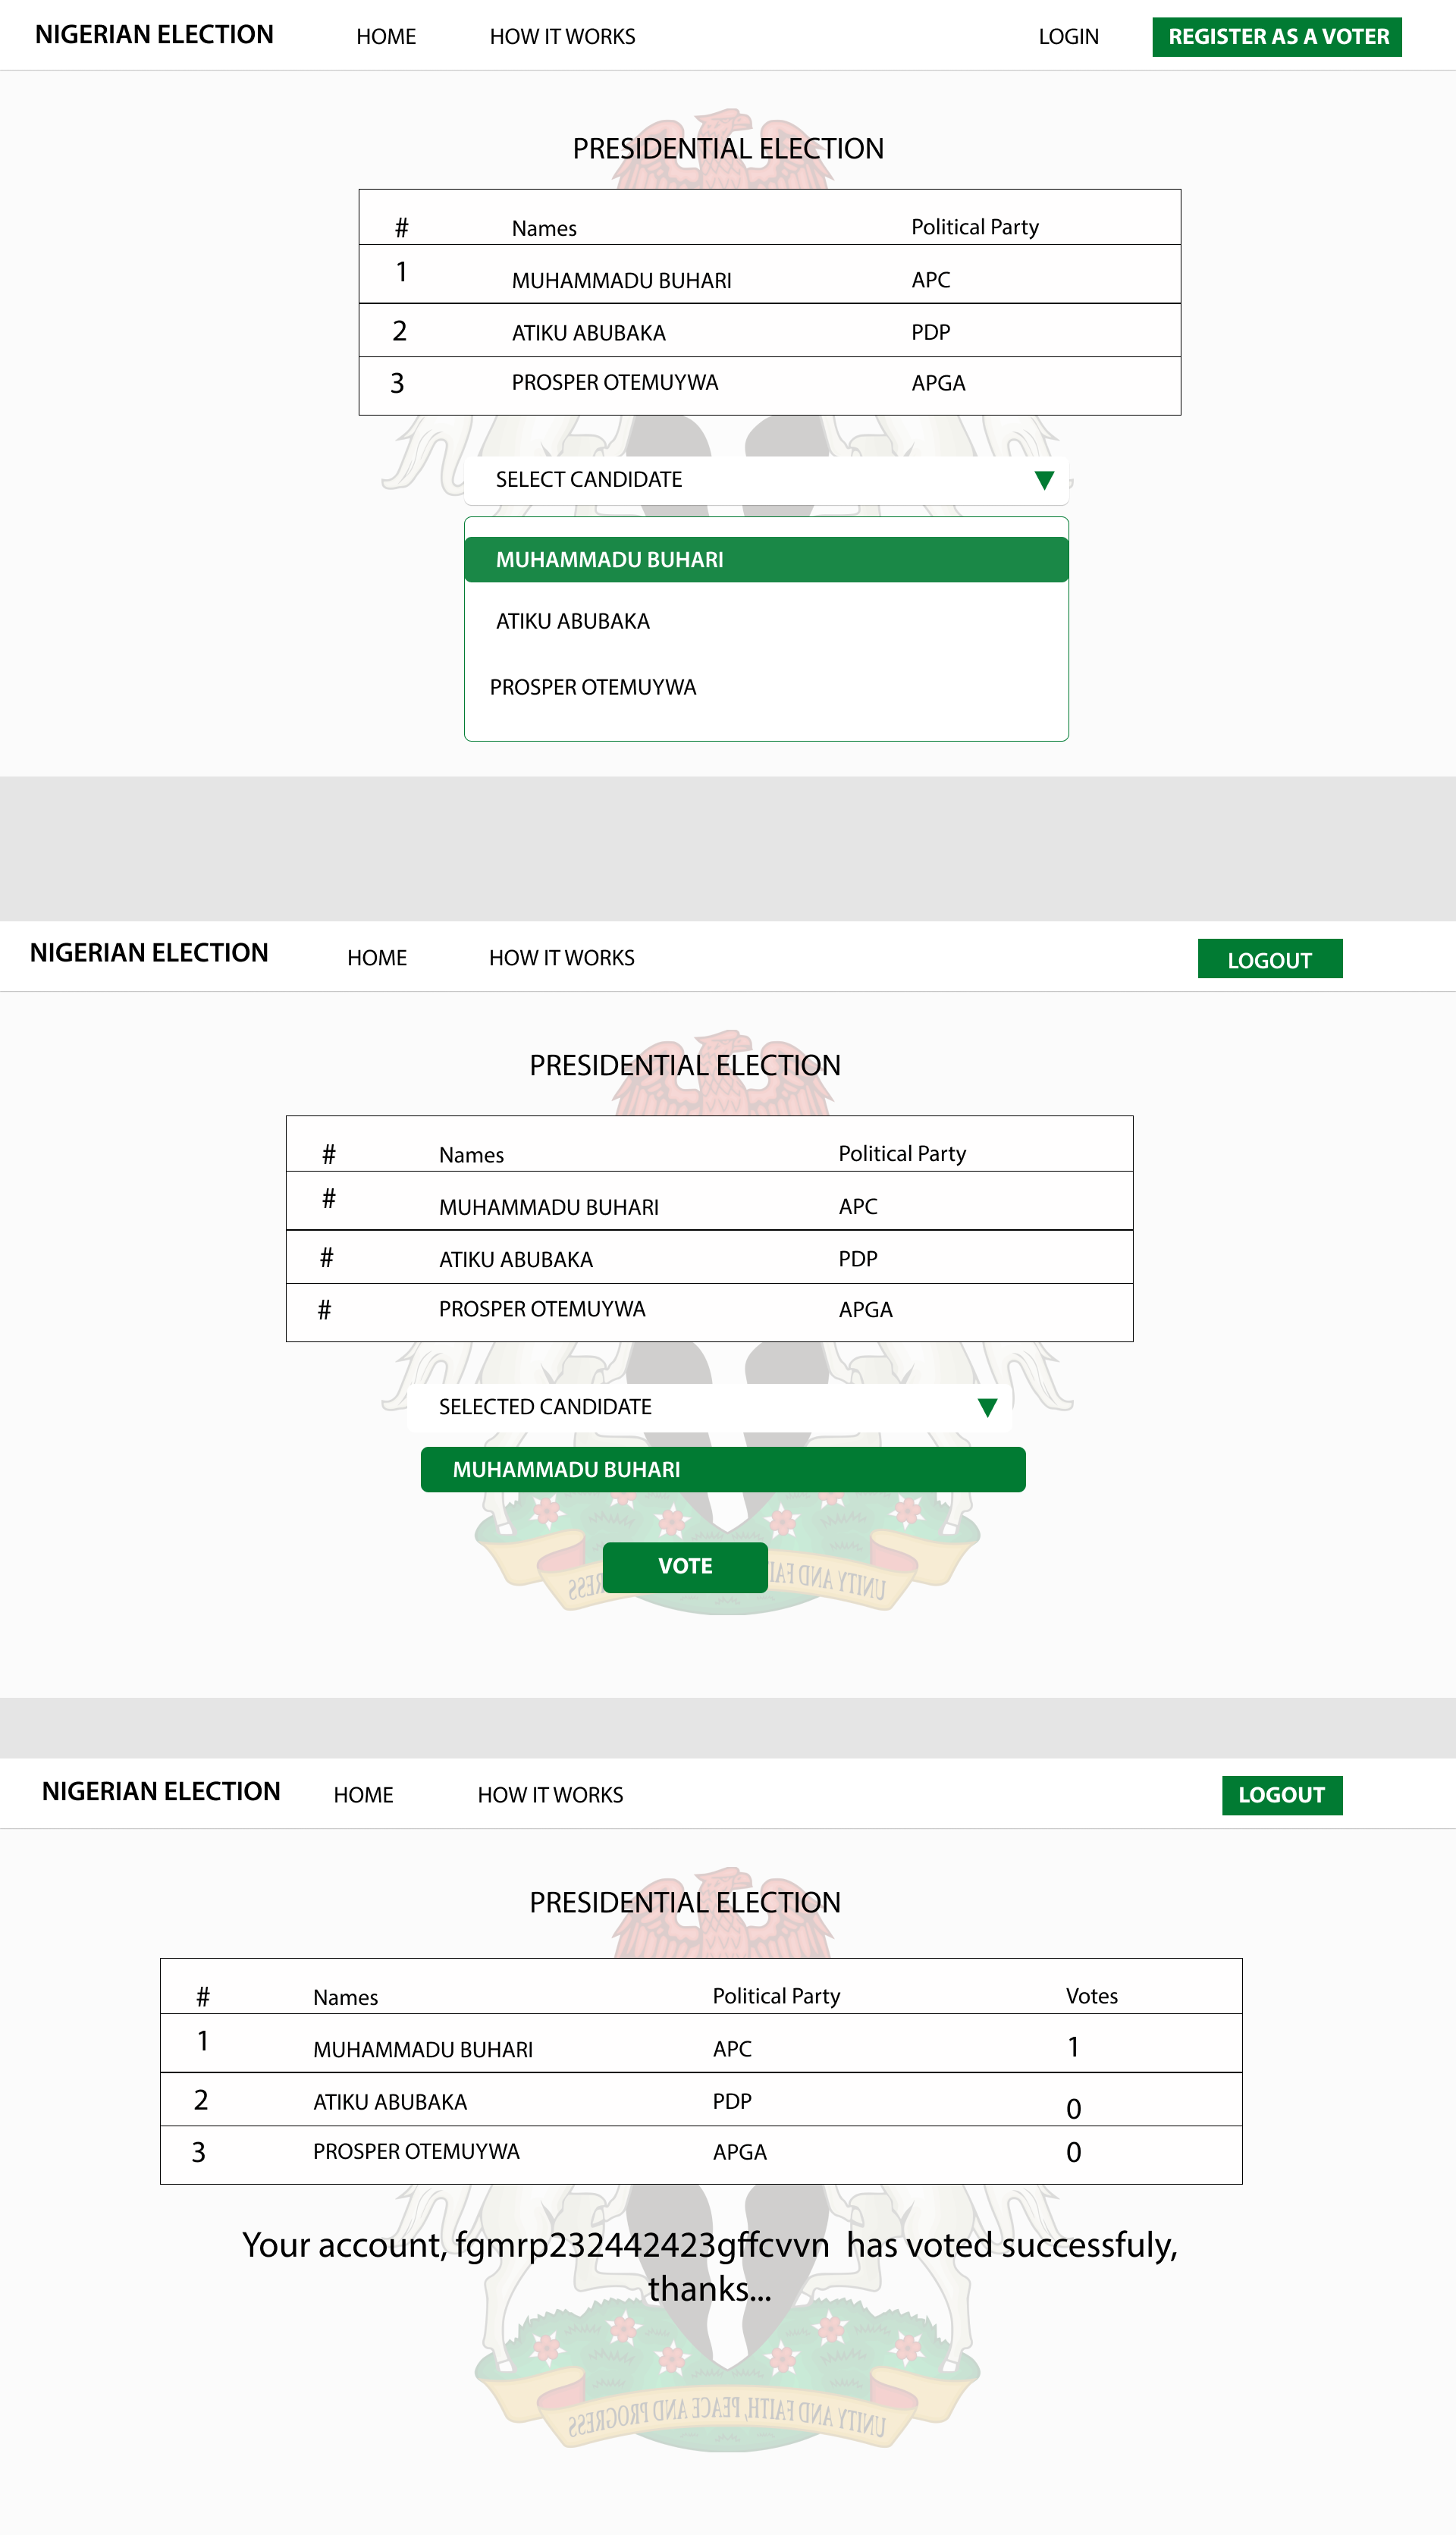 NIGERIAN ELECTION HOME HOW IT WORKS LOGIN REGISTER AS A VOTER
PRESIDENTIAL ELECTION
# Names Political Party
1 MUHAMMADU BUHARI APC
2 ATIKU ABUBAKA PDP
3 PROSPER OTEMUYWA APGA
SELECT CANDIDATE
MUHAMMADU BUHARI
ATIKU ABUBAKA
PROSPER OTEMUYWA
NIGERIAN ELECTION HOME HOW IT WORKS LOGOUT
PRESIDENTIAL ELECTION
# Names Political Party
# MUHAMMADU BUHARI APC
# ATIKU ABUBAKA PDP
# PROSPER OTEMUYWA APGA
SELECTED CANDIDATE
MUHAMMADU BUHARI
VOTE
UNITY AND
NIGERIAN ELECTION HOME HOW IT WORKS LOGOUT
PRESIDENTIAL ELECTION
# Names Political Party Votes
1 MUHAMMADU BUHARI APC 1
2 ATIKU ABUBAKA PDP 0
3 PROSPER OTEMUYWA APGA 0
Your account, fgmrp232442423gffcvvn has voted successfuly,
thanks...
UNITY AND FAITH, PEACE AND PROGRESS